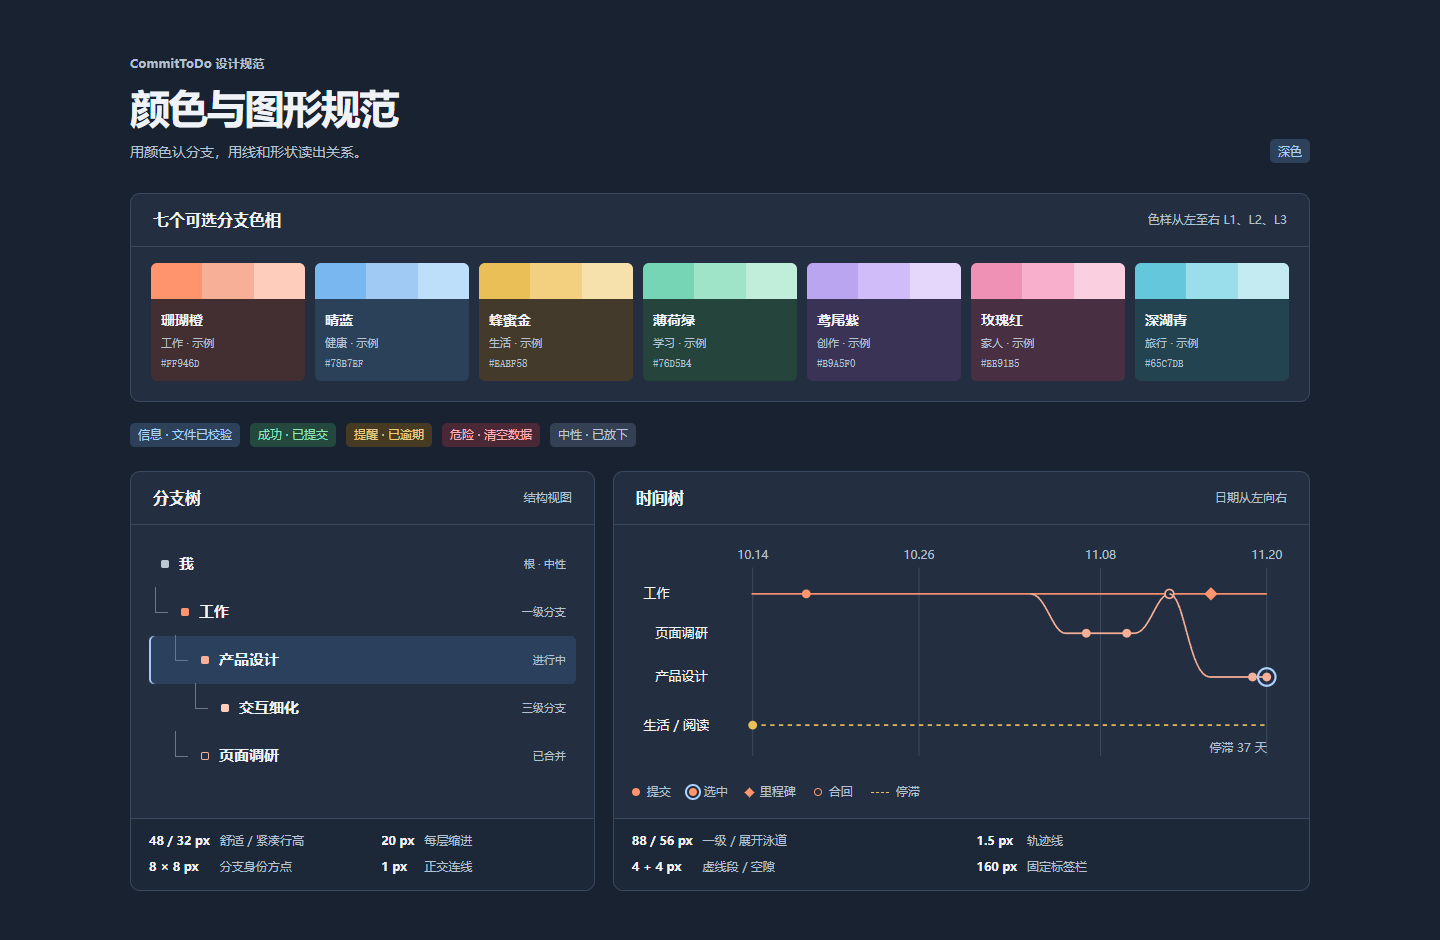 CommitToDo 设计规范
颜色与图形规范
用颜色认分支，用线和形状读出关系。
深色
七个可选分支色相
色样从左至右 L1、L2、L3
珊瑚橙
工作 · 示例
#FF946D
晴蓝
健康 · 示例
#78B7EF
蜂蜜金
生活 · 示例
#EABF58
薄荷绿
学习 · 示例
#76D5B4
鸢尾紫
创作 · 示例
#B9A5F0
玫瑰红
家人 · 示例
#EE91B5
深湖青
旅行 · 示例
#65C7DB
信息 · 文件已校验
成功 · 已提交
提醒 · 已逾期
危险 · 清空数据
中性 · 已放下
分支树
结构视图
我
根 · 中性
工作
一级分支
产品设计
进行中
交互细化
三级分支
页面调研
已合并
48 / 32 px 舒适 / 紧凑行高
20 px 每层缩进
8 × 8 px 分支身份方点
1 px 正交连线
时间树
日期从左向右
10.14
10.26
11.08
11.20
工作
页面调研
产品设计
生活 / 阅读
停滞 37 天
提交
选中
里程碑
合回
停滞
88 / 56 px 一级 / 展开泳道
1.5 px 轨迹线
4 + 4 px 虚线段 / 空隙
160 px 固定标签栏